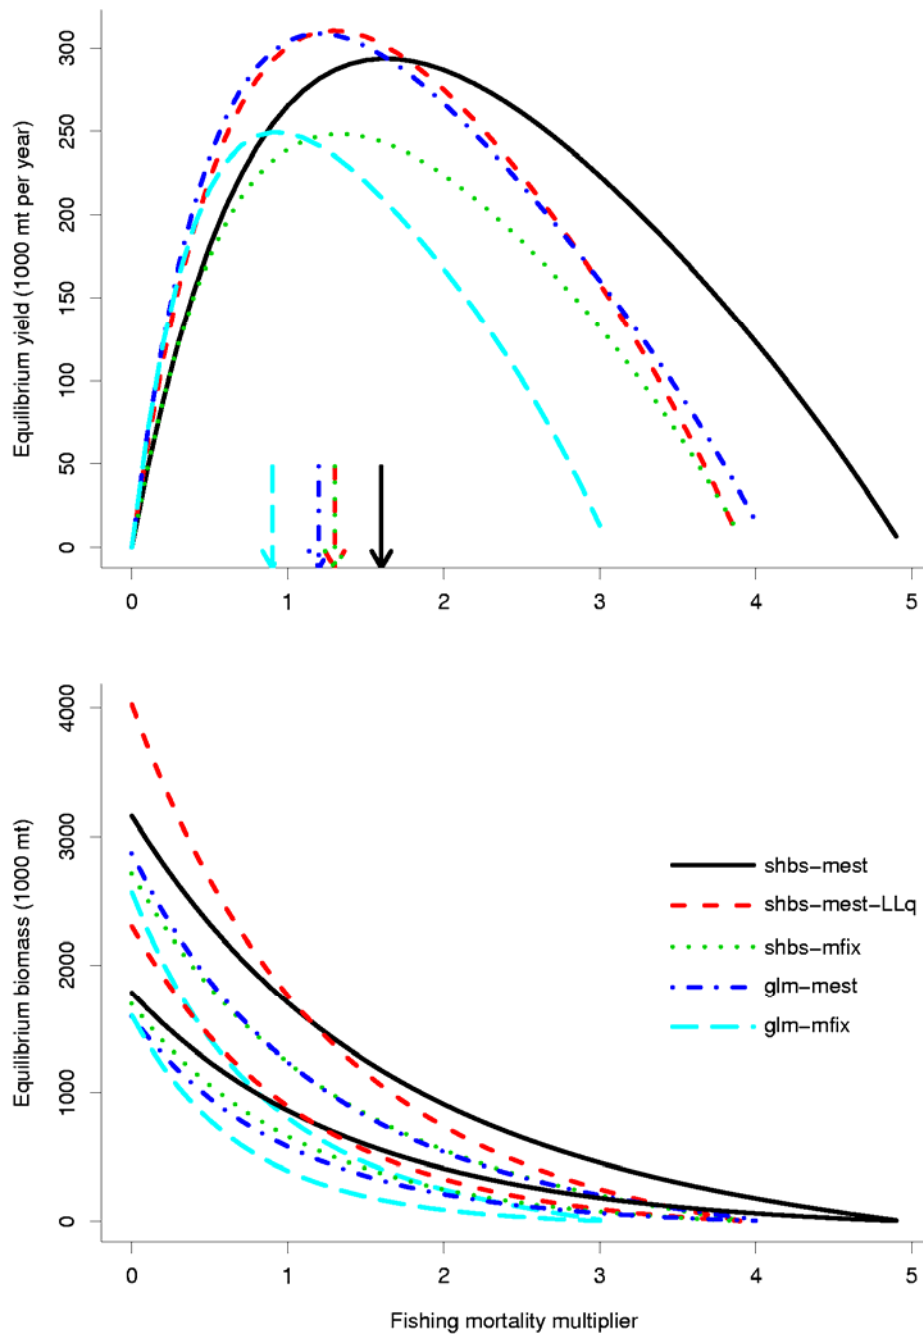 Equilibrium yield (1000 mt per year)
300
250
200
150
100
50
0
0 1 2 3 4 5
Equilibrium biomass (1000 mt)
4000
3000
2000
1000
0
shbs−mest
shbs−mest−LLq
shbs−mfix
glm−mest
glm−mfix
0 1 2 3 4 5
Fishing mortality multiplier